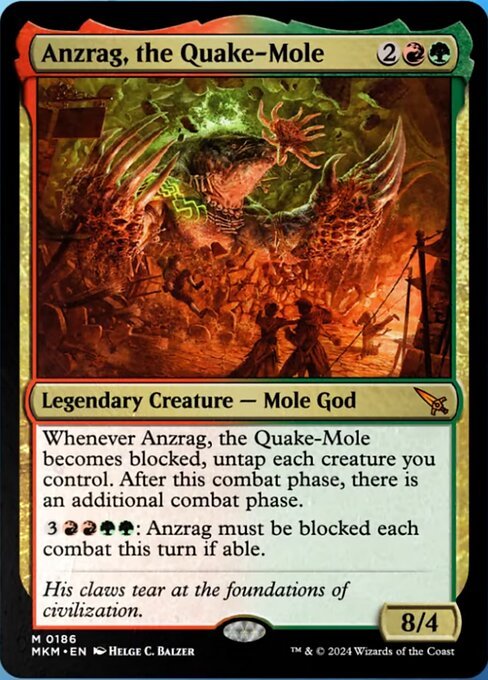 Anzrag, the Quake-Mole 2
Legendary Creature — Mole God
Whenever Anzrag, the Quake-Mole
becomes blocked, untap each creature you
control. After this combat phase, there is
an additional combat phase.
3 : Anzrag must be blocked each
combat this turn if able.
His claws tear at the foundations of
civilization.
8/4
M 0186
MKM • EN HELGE C. BALZER ™ & © 2024 Wizards of the Coast